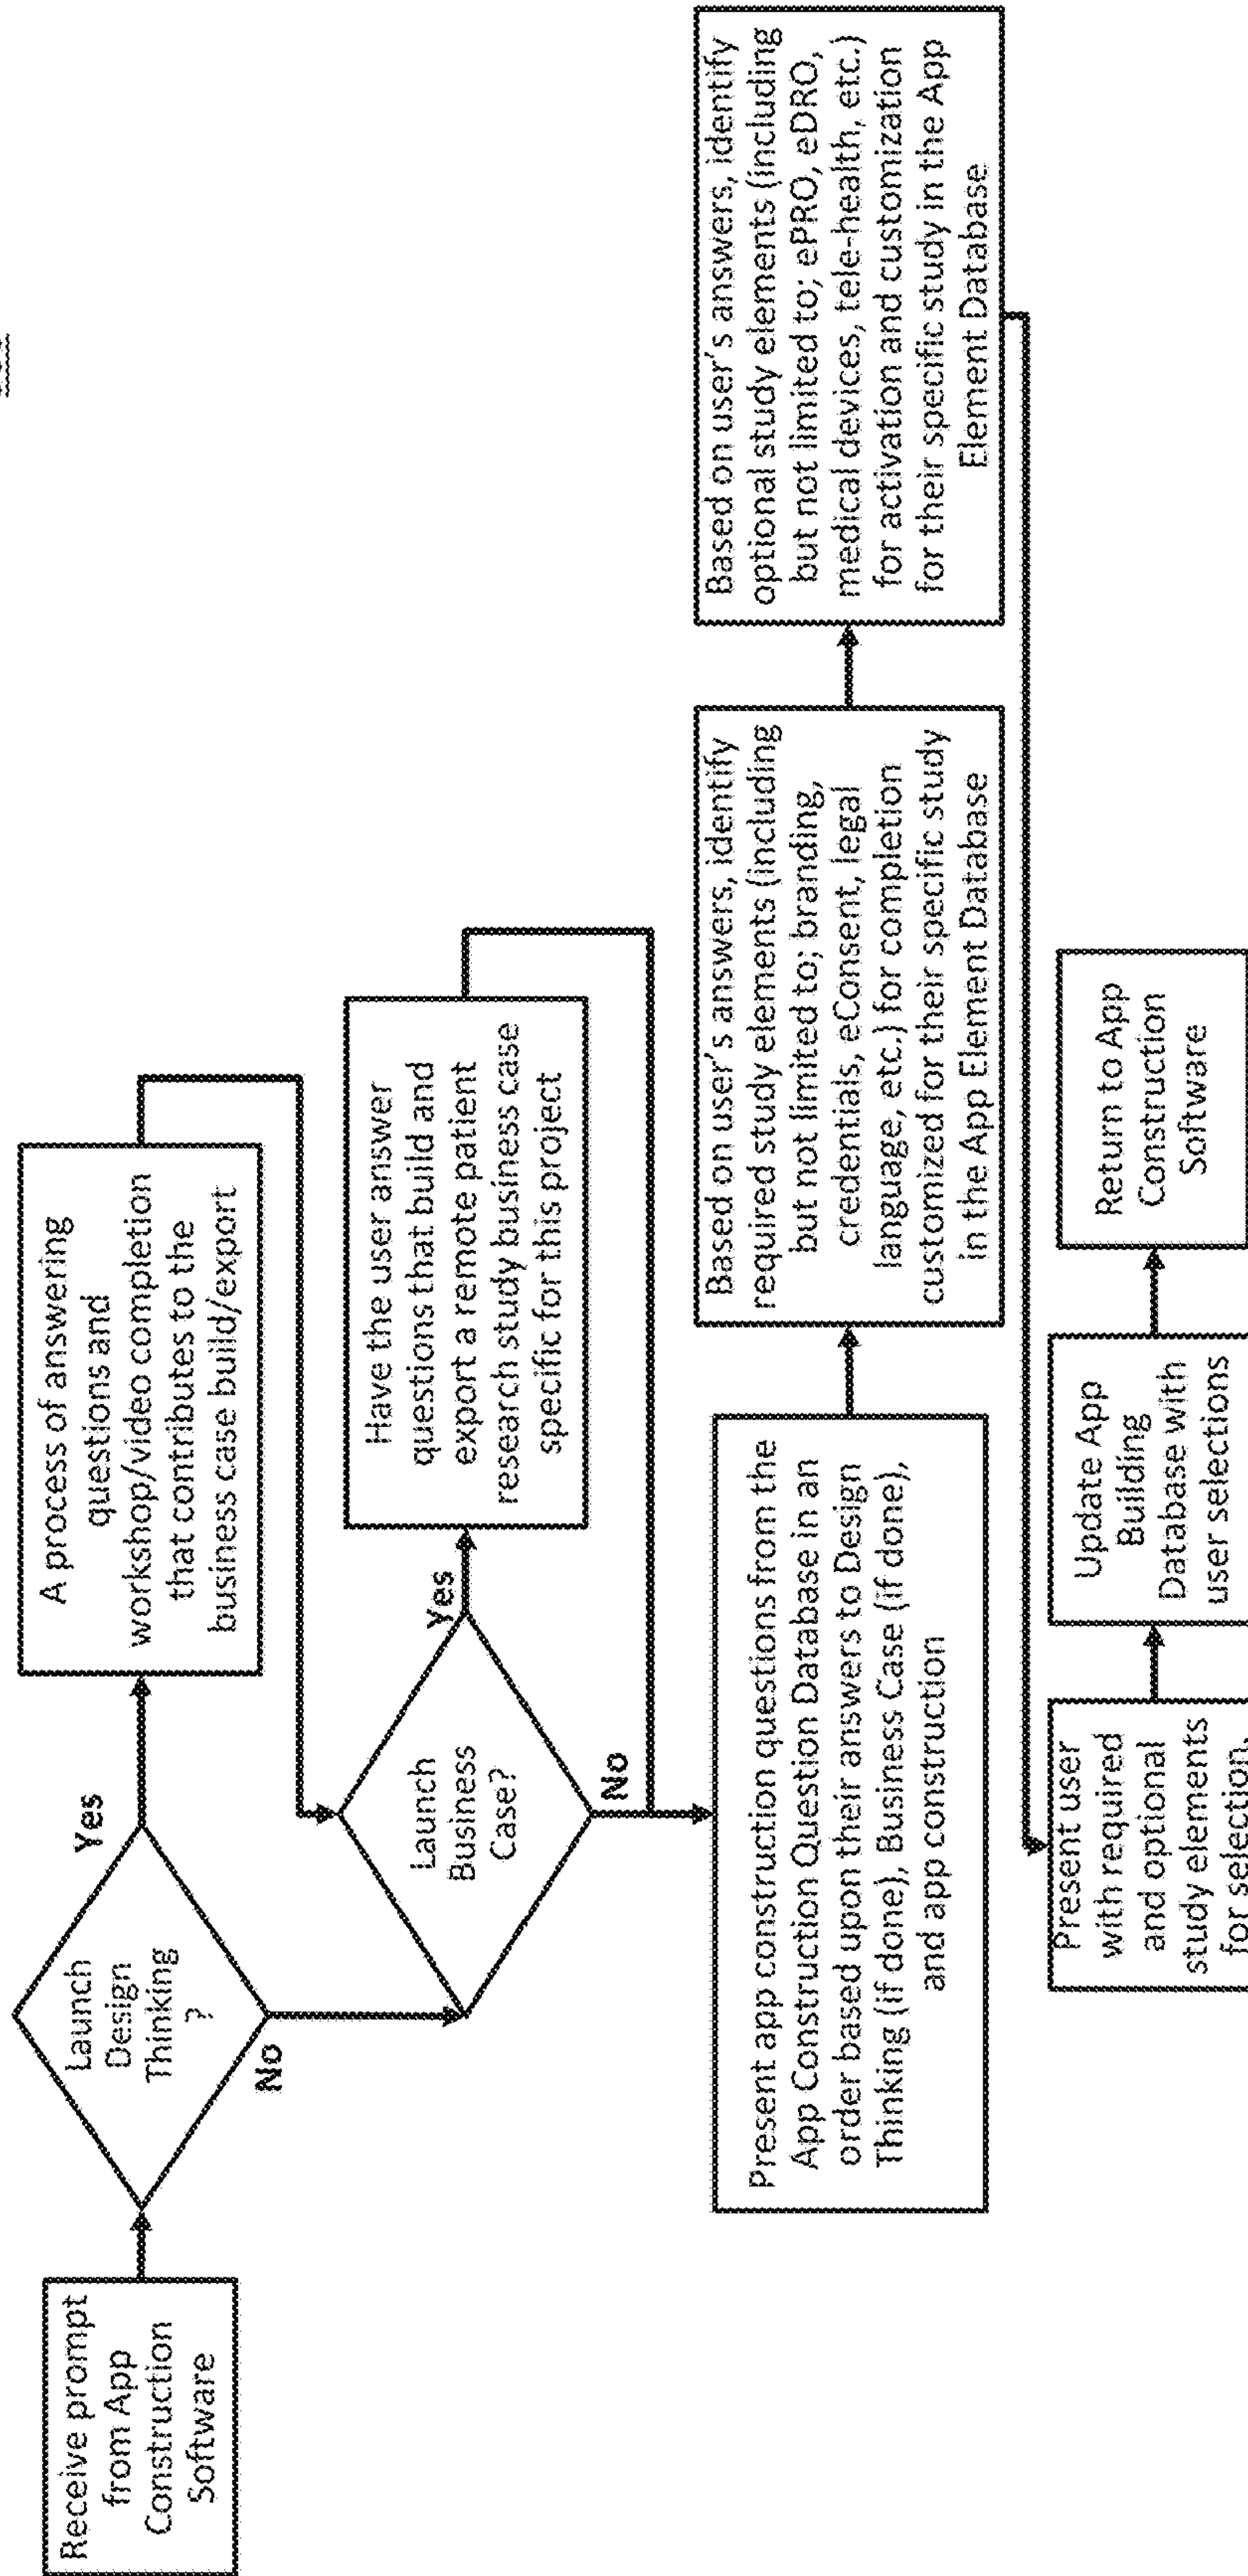 Receive prompt
from App
Construction
Software
Launch
Design
Thinking
?
Yes
No
A process of answering
questions and
workshop/video completion
that contributes to the
business case build/export
Launch
Business
Case?
Yes
No
Have the user answer
questions that build and
export a remote patient
research study business case
specific for this project
Present app construction questions from the
App Construction Question Database in an
order based upon their answers to Design
Thinking (if done), Business Case (if done),
and app construction
Based on user's answers, identify
required study elements (including
but not limited to; branding,
credentials, eConsent, legal
language, etc.) for completion
customized for their specific study
in the App Element Database
Based on user's answers, identify
optional study elements (including
but not limited to; ePRO, eDRO,
medical devices, tele-health, etc.)
for activation and customization
for their specific study in the App
Element Database
Present user
with required
and optional
study elements
for selection.
Update App
Building
Database with
user selections
Return to App
Construction
Software